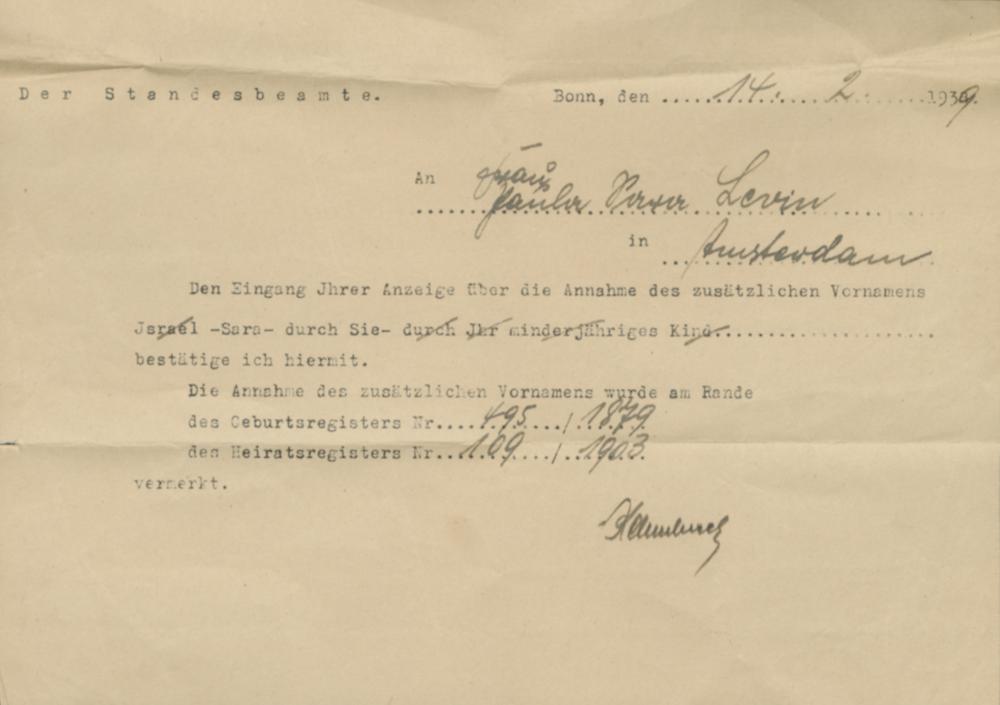 Der Standesbeamte.
Bonn, den ......14......2.......1939.
An Frau
Paula Sara Levin
in Amsterdam
Den Eingang Jhrer Anzeige über die Annahme des zusätzlichen Vornamens
Jsrael -Sara- durch Sie- durch Jhr minderjähriges Kind....................
bestätige ich hiermit.
Die Annahme des zusätzlichen Vornamens wurde am Rande
des Geburtsregisters Nr....495..../.1879.
des Heiratsregisters Nr...109..../..1903.
vermerkt.